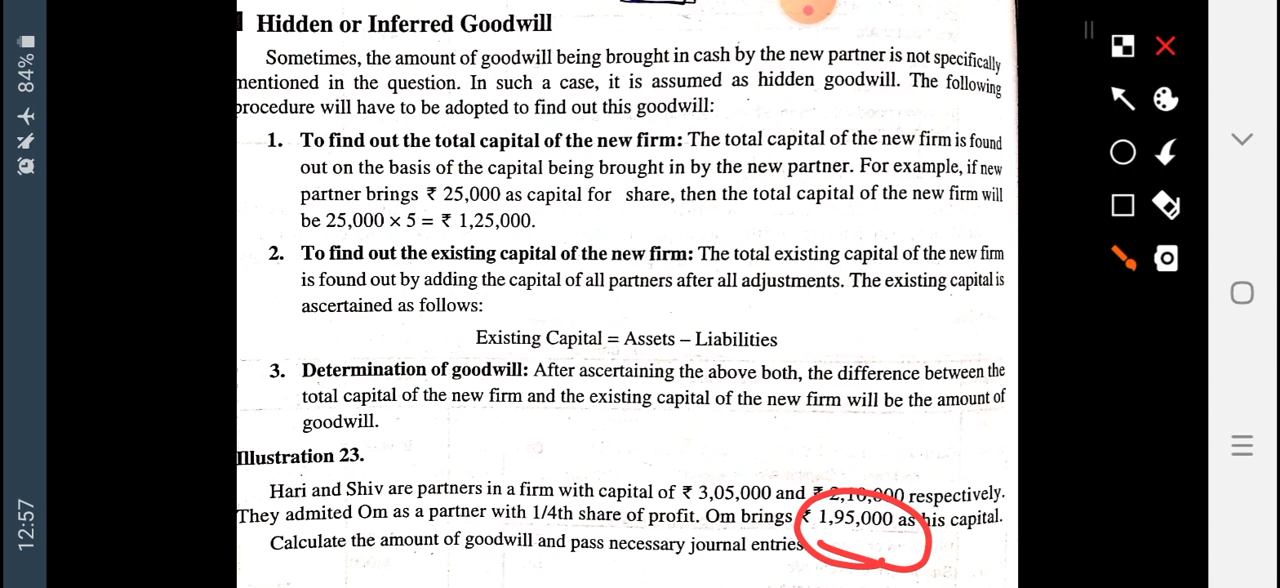 Hidden or Inferred Goodwill
Sometimes, the amount of goodwill being brought in cash by the new partner is not specifically
mentioned in the question. In such a case, it is assumed as hidden goodwill. The following
procedure will have to be adopted to find out this goodwill:
1. To find out the total capital of the new firm: The total capital of the new firm is found
out on the basis of the capital being brought in by the new partner. For example, if new
partner brings ₹ 25,000 as capital for share, then the total capital of the new firm will
be 25,000 × 5 = ₹ 1,25,000.
2. To find out the existing capital of the new firm: The total existing capital of the new firm
is found out by adding the capital of all partners after all adjustments. The existing capital is
ascertained as follows:
Existing Capital = Assets – Liabilities
3. Determination of goodwill: After ascertaining the above both, the difference between the
total capital of the new firm and the existing capital of the new firm will be the amount of
goodwill.
Illustration 23.
Hari and Shiv are partners in a firm with capital of ₹ 3,05,000 and ₹ 2,10,000 respectively.
They admited Om as a partner with 1/4th share of profit. Om brings ₹ 1,95,000 as his capital.
Calculate the amount of goodwill and pass necessary journal entries
84%
12:57